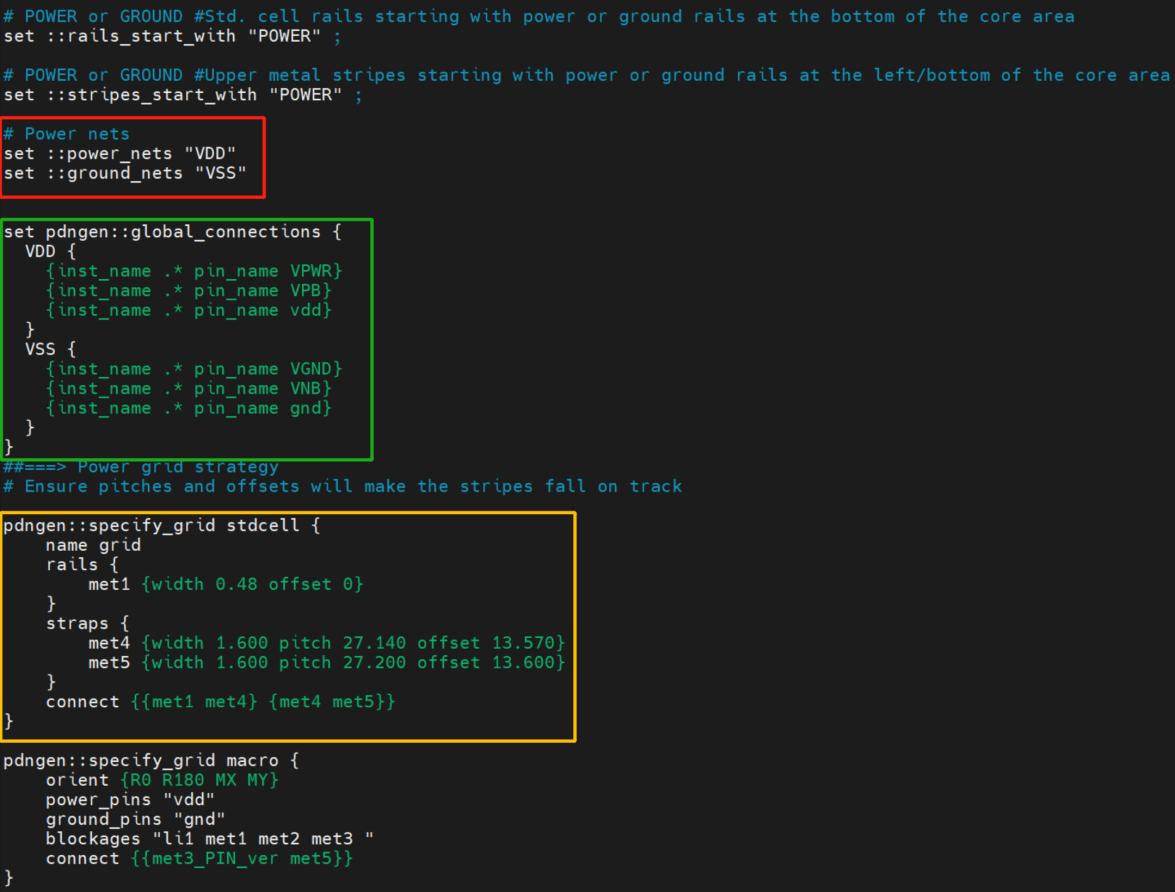 # POWER or GROUND #Std. cell rails starting with power or ground rails at the bottom of the core area
set ::rails_start_with "POWER" ;
# POWER or GROUND #Upper metal stripes starting with power or ground rails at the left/bottom of the core area
set ::stripes_start_with "POWER" ;
# Power nets
set ::power_nets "VDD"
set ::ground_nets "VSS"
set pdngen::global_connections {
  VDD {
    {inst_name .* pin_name VPWR}
    {inst_name .* pin_name VPB}
    {inst_name .* pin_name vdd}
  }
  VSS {
    {inst_name .* pin_name VGND}
    {inst_name .* pin_name VNB}
    {inst_name .* pin_name gnd}
  }
}
##===> Power grid strategy
# Ensure pitches and offsets will make the stripes fall on track
pdngen::specify_grid stdcell {
    name grid
    rails {
        met1 {width 0.48 offset 0}
    }
    straps {
        met4 {width 1.600 pitch 27.140 offset 13.570}
        met5 {width 1.600 pitch 27.200 offset 13.600}
    }
    connect {{met1 met4} {met4 met5}}
}
pdngen::specify_grid macro {
    orient {R0 R180 MX MY}
    power_pins "vdd"
    ground_pins "gnd"
    blockages "li1 met1 met2 met3 "
    connect {{met3_PIN_ver met5}}
}